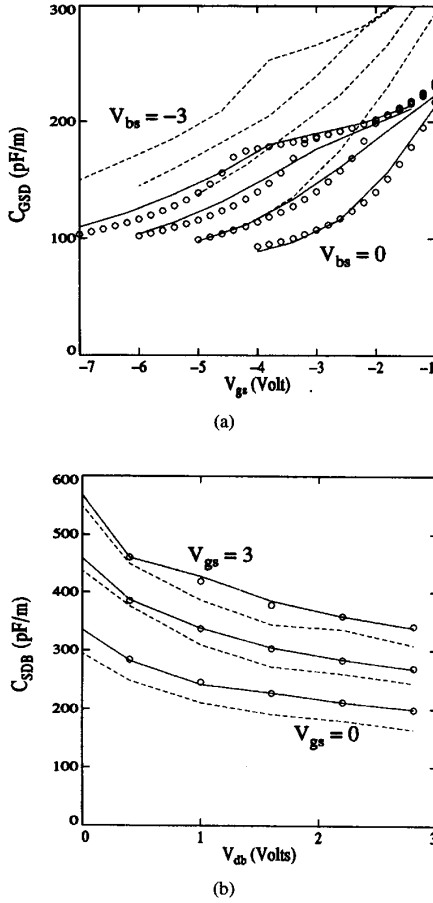 300
200
100
0
C_GSD (pF/m)
V_bs = −3
V_bs = 0
−7 −6 −5 −4 −3 −2 −1
V_gs (Volt)
(a)
600
500
400
300
200
100
0
C_SDB (pF/m)
V_gs = 3
V_gs = 0
0 1 2 3
V_db (Volts)
(b)